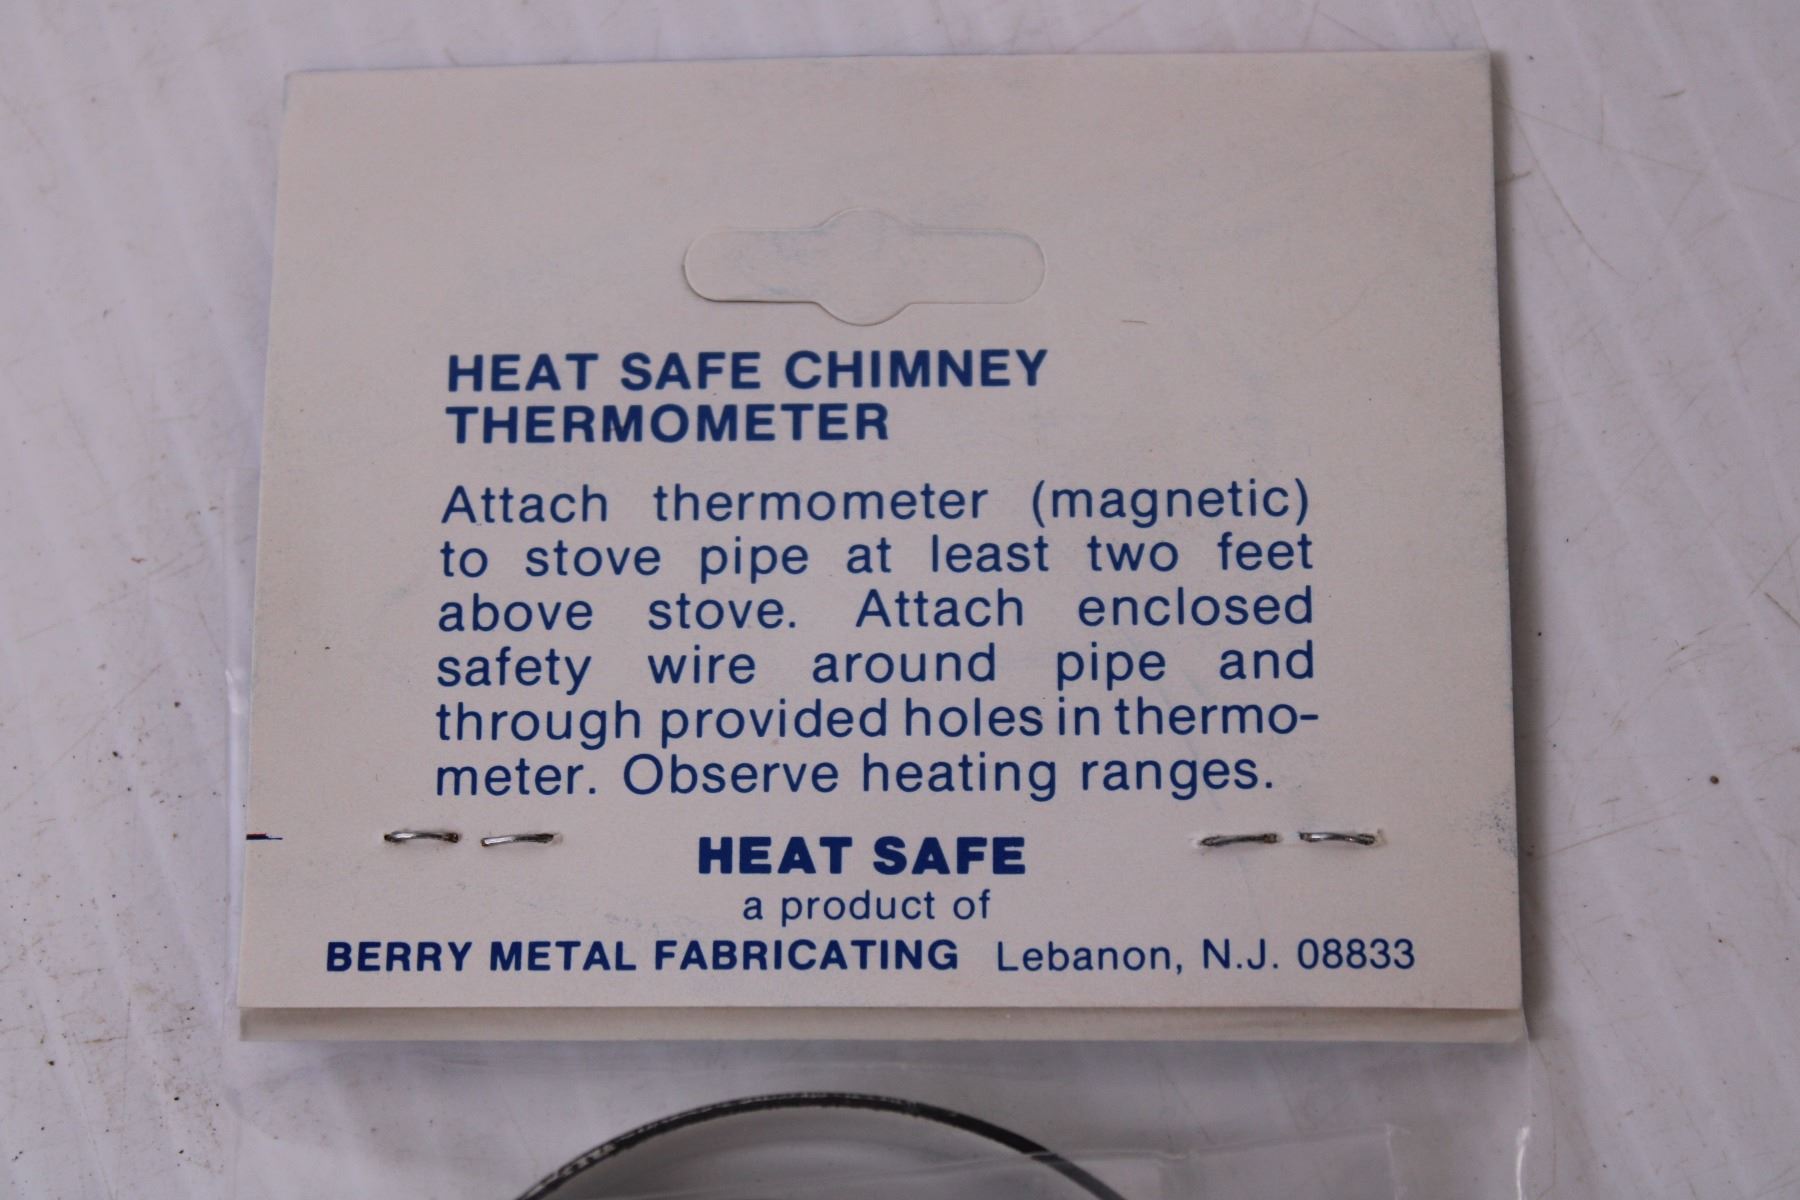 HEAT SAFE CHIMNEY
THERMOMETER
Attach thermometer (magnetic)
to stove pipe at least two feet
above stove. Attach enclosed
safety wire around pipe and
through provided holes in thermo-
meter. Observe heating ranges.
HEAT SAFE
a product of
BERRY METAL FABRICATING Lebanon, N.J. 08833